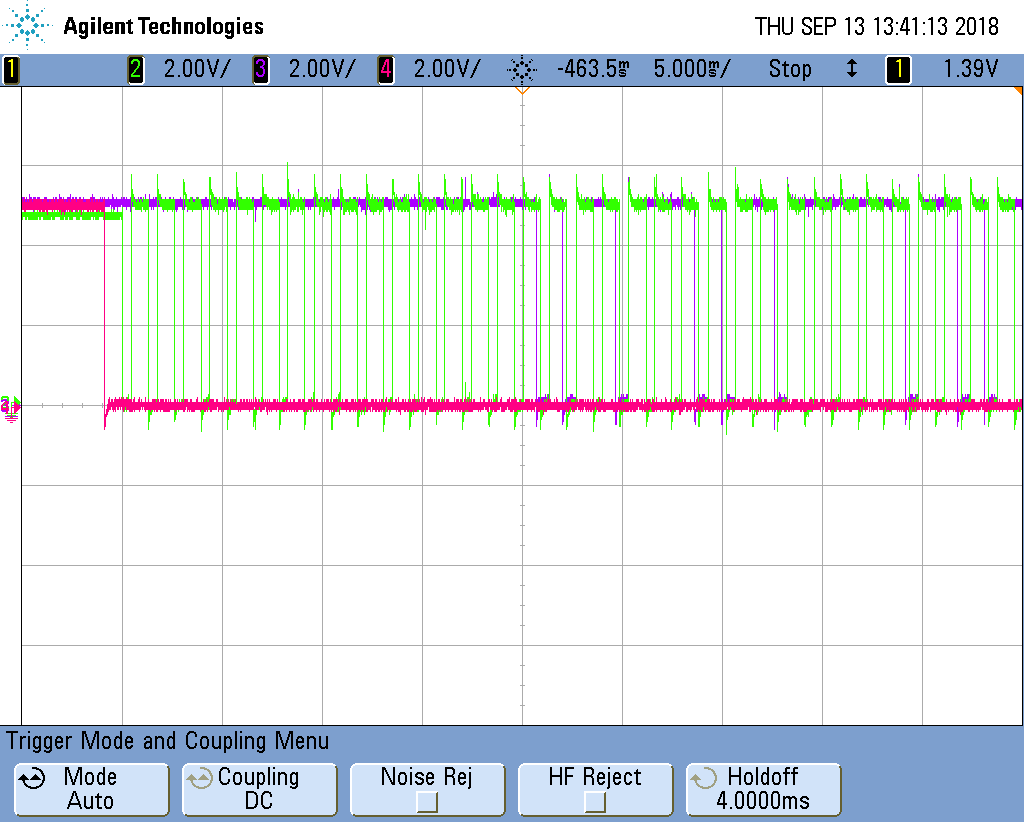 Agilent Technologies
THU SEP 13 13:41:13 2018
1 2 2.00V/ 3 2.00V/ 4 2.00V/ -463.5ms 5.000ms/ Stop 1 1.39V
Trigger Mode and Coupling Menu
Mode
Auto
Coupling
DC
Noise Rej
HF Reject
Holdoff
4.0000ms